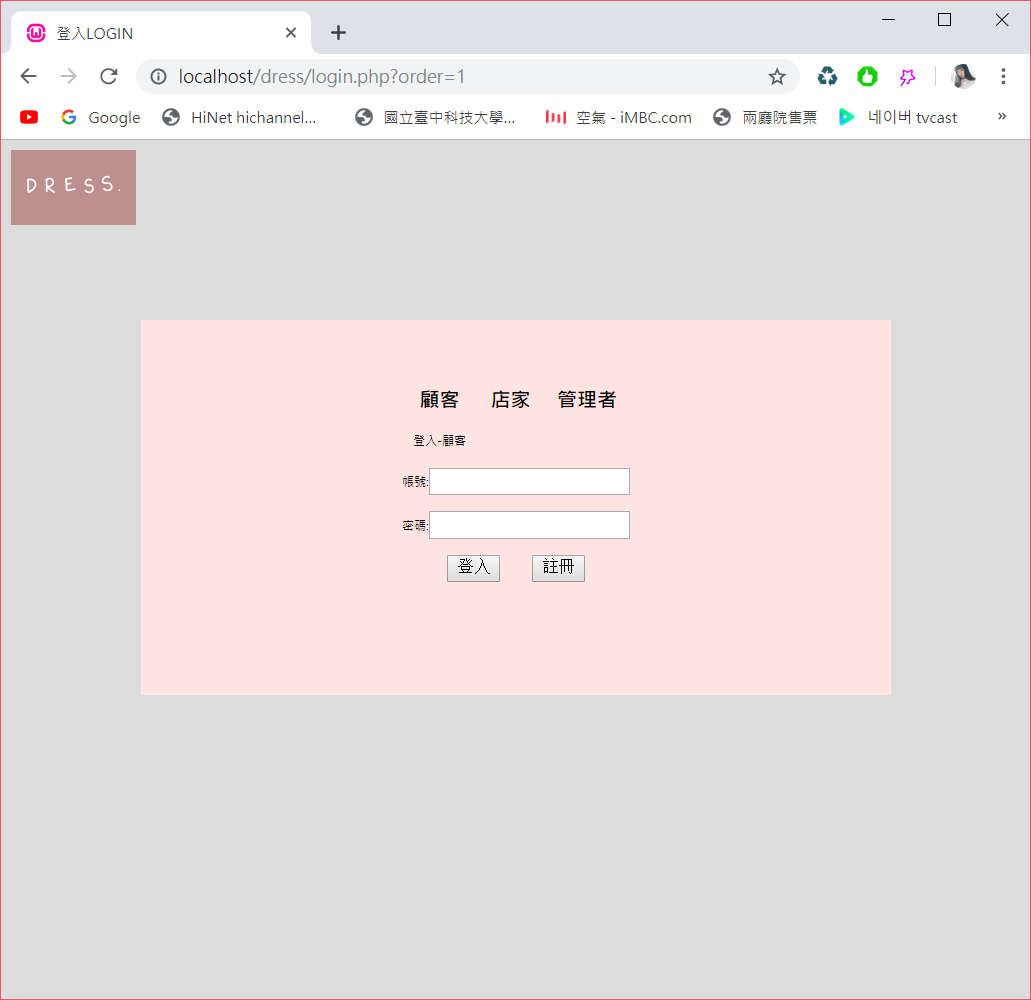 登入LOGIN
localhost/dress/login.php?order=1
Google HiNet hichannel... 國立臺中科技大學... 空氣 - iMBC.com 兩廳院售票 네이버 tvcast »
DRESS.
顧客 店家 管理者
登入-顧客
帳號:
密碼:
登入 註冊